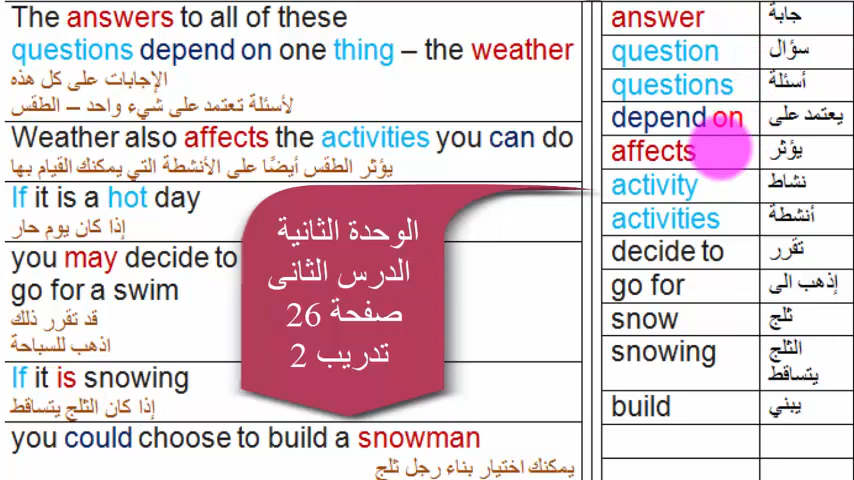 The answers to all of these
questions depend on one thing – the weather
الإجابات على كل هذه
لأسئلة تعتمد على شيء واحد – الطقس
Weather also affects the activities you can do
يؤثر الطقس أيضًا على الأنشطة التي يمكنك القيام بها
If it is a hot day
إذا كان يوم حار
you may decide to
go for a swim
قد تقرر ذلك
اذهب للسباحة
If it is snowing
إذا كان الثلج يتساقط
you could choose to build a snowman
يمكنك اختيار بناء رجل ثلج
الوحدة الثانية
الدرس الثانى
صفحة 26
تدريب 2
answer جابة
question سؤال
questions أسئلة
depend on يعتمد على
affects يؤثر
activity نشاط
activities أنشطة
decide to تقرر
go for إذهب الى
snow ثلج
snowing الثلج
يتساقط
build يبني